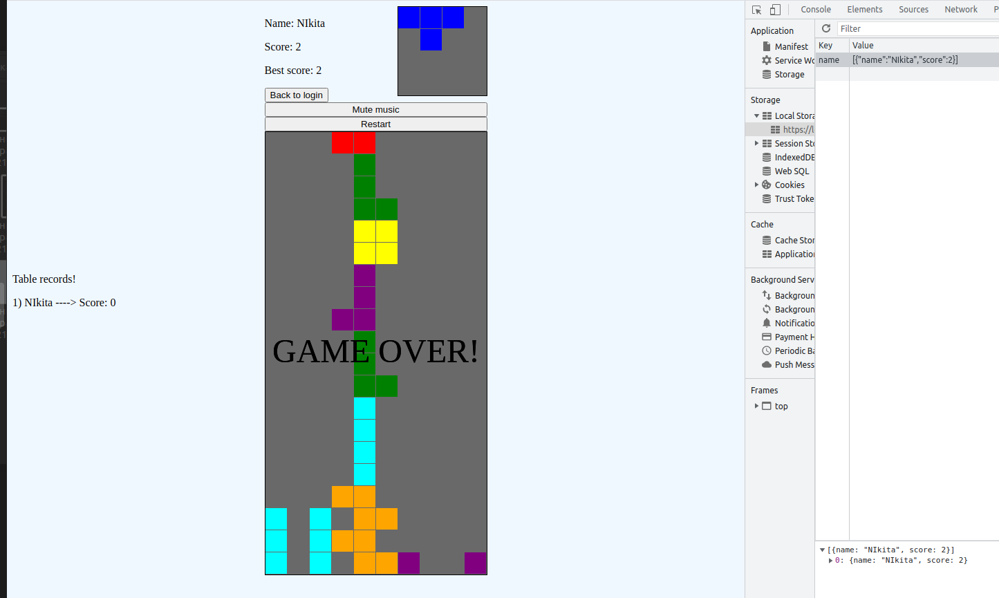 Name: NIkita
Score: 2
Best score: 2
Back to login
Mute music
Restart
Table records!
1) NIkita ----> Score: 0
GAME OVER!
Console Elements Sources Network P
Application
Manifest
Service Wo
Storage
Storage
Local Stora
https://l
Session Sto
IndexedDB
Web SQL
Cookies
Trust Toke
Cache
Cache Stor
Application
Background Serv
Backgroun
Backgroun
Notificatio
Payment H
Periodic Ba
Push Mess
Frames
top
Filter
Key Value
name [{"name":"NIkita","score":2}]
[{name: "NIkita", score: 2}]
0: {name: "NIkita", score: 2}